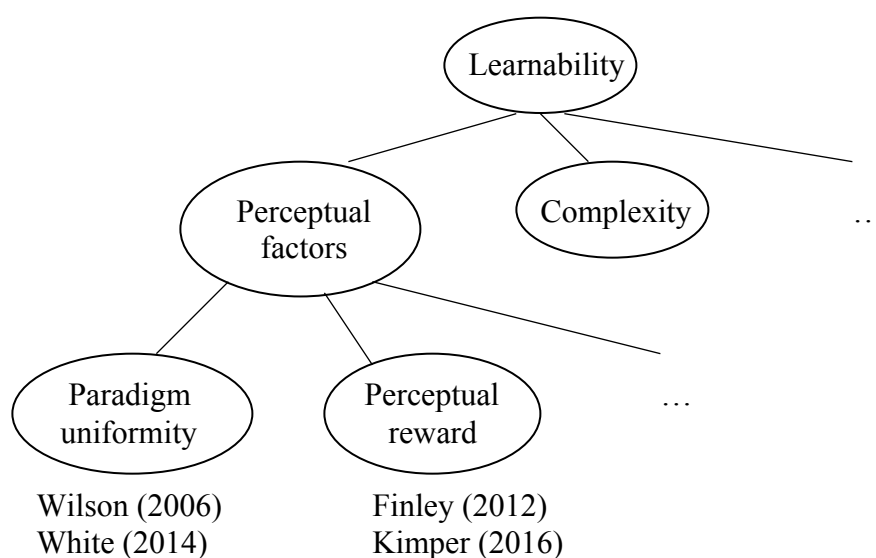 Learnability
Perceptual
factors
Complexity
..
Paradigm
uniformity
Perceptual
reward
…
Wilson (2006)
White (2014)
Finley (2012)
Kimper (2016)